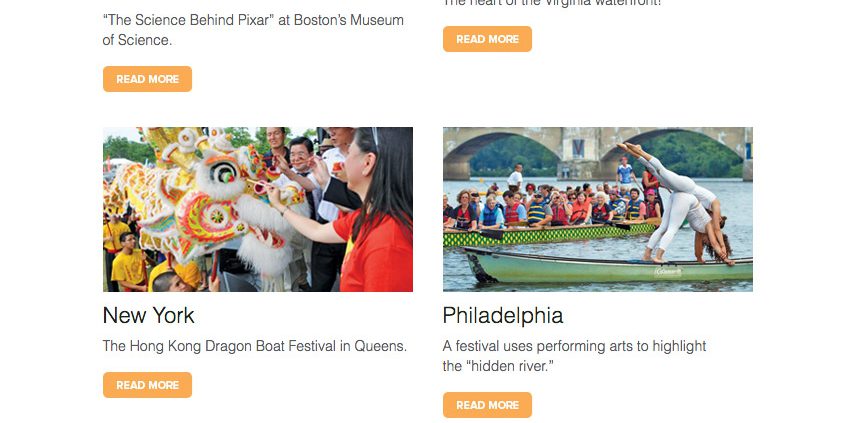 “The Science Behind Pixar” at Boston’s Museum
of Science.
READ MORE
The heart of the Virginia waterfront!
READ MORE
New York
The Hong Kong Dragon Boat Festival in Queens.
READ MORE
Philadelphia
A festival uses performing arts to highlight
the “hidden river.”
READ MORE